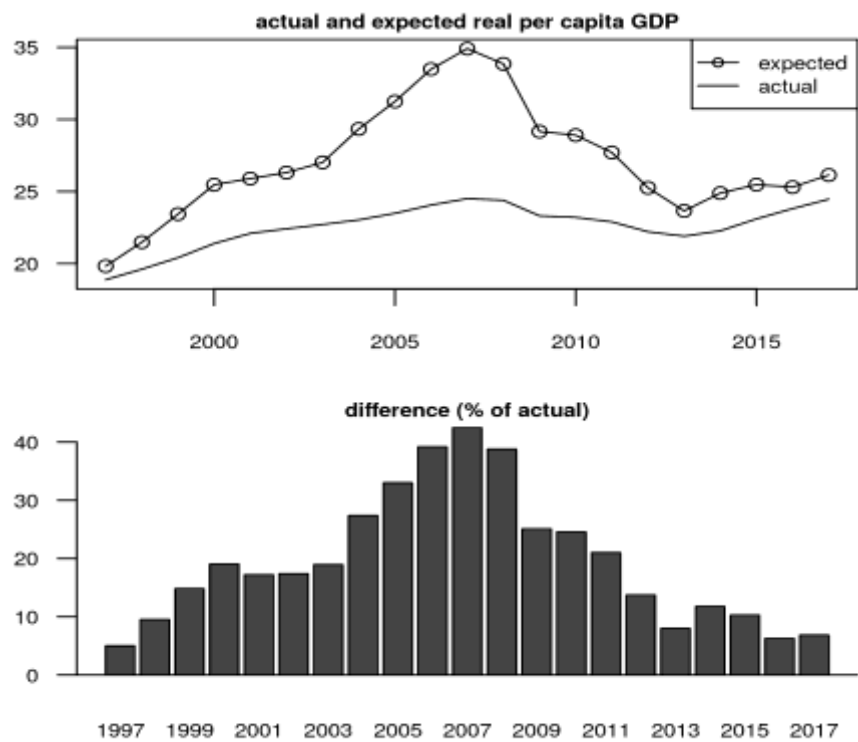 actual and expected real per capita GDP
35
30
25
20
expected
actual
2000 2005 2010 2015
difference (% of actual)
40
30
20
10
0
1997 1999 2001 2003 2005 2007 2009 2011 2013 2015 2017